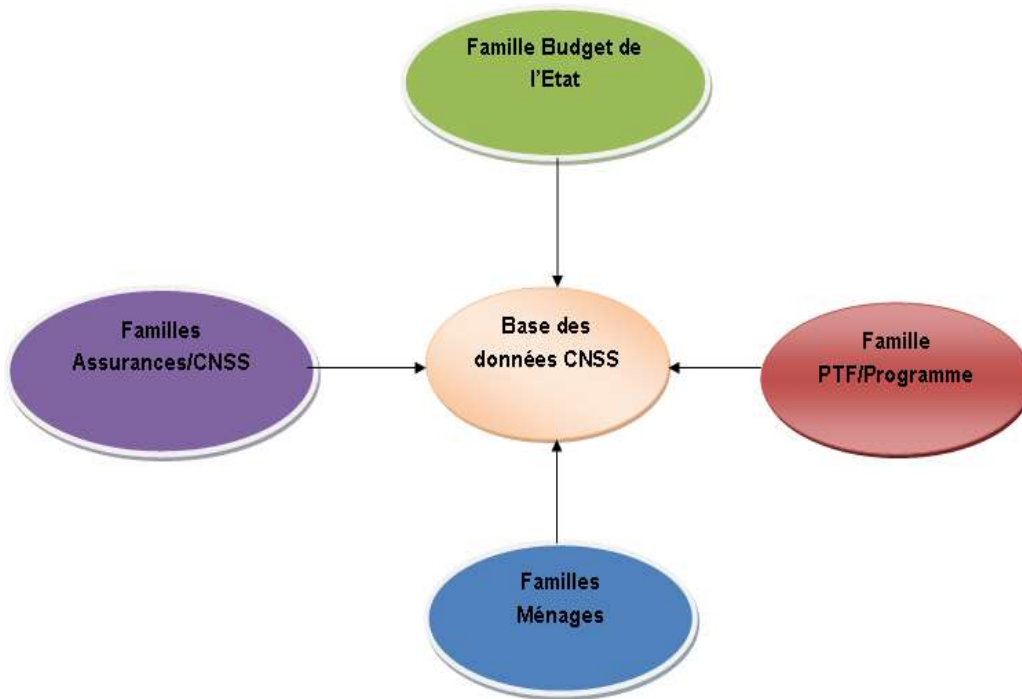 Famille Budget de
l'Etat
Familles
Assurances/CNSS
Base des
données CNSS
Famille
PTF/Programme
Familles
Ménages